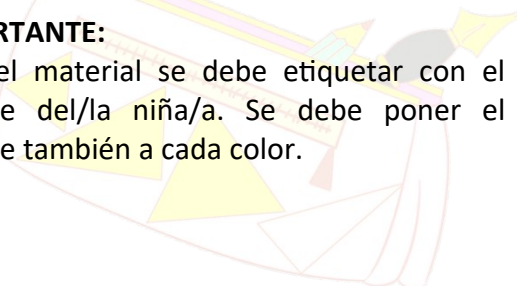 RTANTE:
el material se debe etiquetar con el
e del/la niña/a. Se debe poner el
e también a cada color.